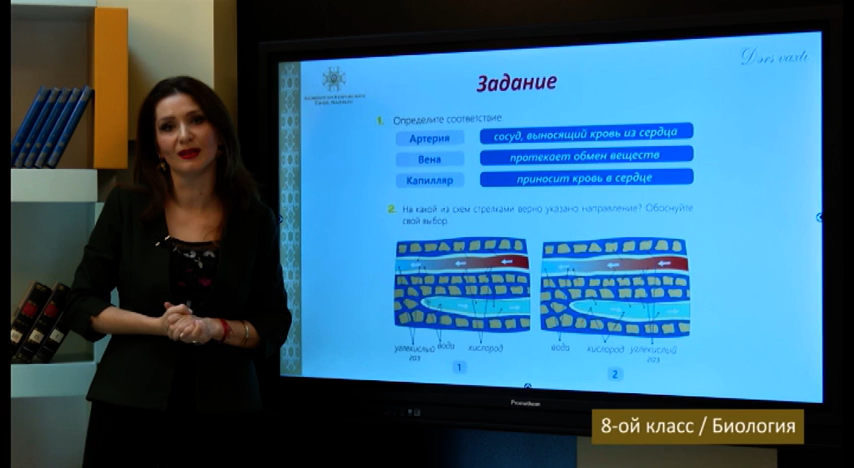 Dərs vaxtı
Задание
1. Определите соответствие
Артерия
сосуд, выносящий кровь из сердца
Вена
протекает обмен веществ
Капилляр
приносит кровь в сердце
2. На какой из схем стрелками верно указано направление? Обоснуйте
свой выбор.
углекислый
газ
вода
кислород
1
вода
кислород
углекислый
газ
2
Promethean
8-ой класс / Биология